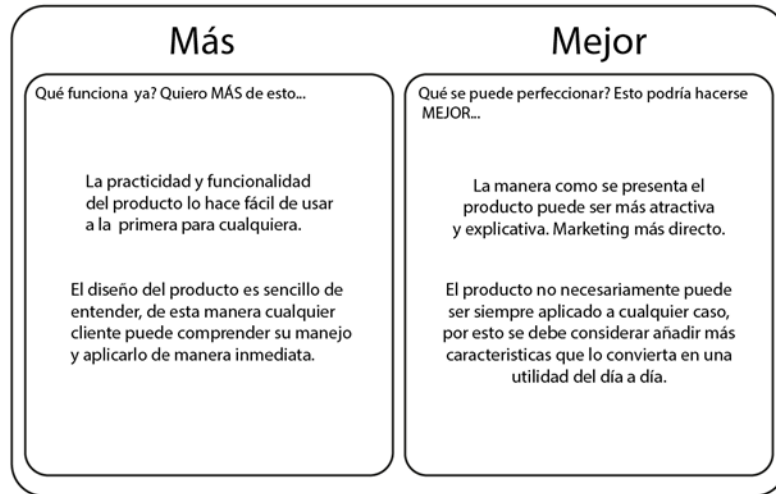 Más
Qué funciona ya? Quiero MÁS de esto...
La practicidad y funcionalidad
del producto lo hace fácil de usar
a la primera para cualquiera.
El diseño del producto es sencillo de
entender, de esta manera cualquier
cliente puede comprender su manejo
y aplicarlo de manera inmediata.
Mejor
Qué se puede perfeccionar? Esto podría hacerse
MEJOR...
La manera como se presenta el
producto puede ser más atractiva
y explicativa. Marketing más directo.
El producto no necesariamente puede
ser siempre aplicado a cualquier caso,
por esto se debe considerar añadir más
caracteristicas que lo convierta en una
utilidad del día a día.